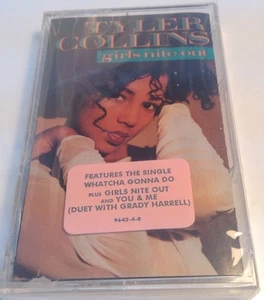 TYLER
COLLINS
girls nite out
FEATURES THE SINGLE
WHATCHA GONNA DO
PLUS GIRLS NITE OUT
AND YOU & ME
(DUET WITH GRADY HARRELL)
9642-4-R